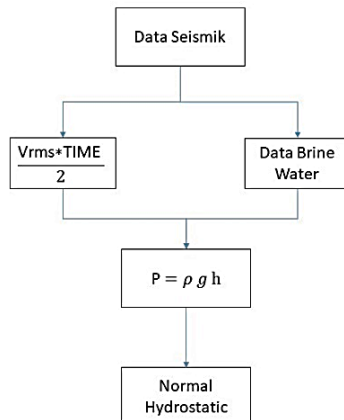 Data Seismik
Vrms*TIME
2
Data Brine
Water
P = ρ g h
Normal
Hydrostatic